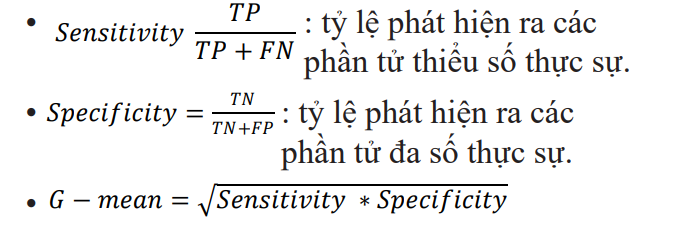 • Sensitivity TP / TP + FN : tỷ lệ phát hiện ra các
phần tử thiểu số thực sự.
• Specificity = TN / TN+FP : tỷ lệ phát hiện ra các
phần tử đa số thực sự.
• G − mean = √Sensitivity ∗ Specificity